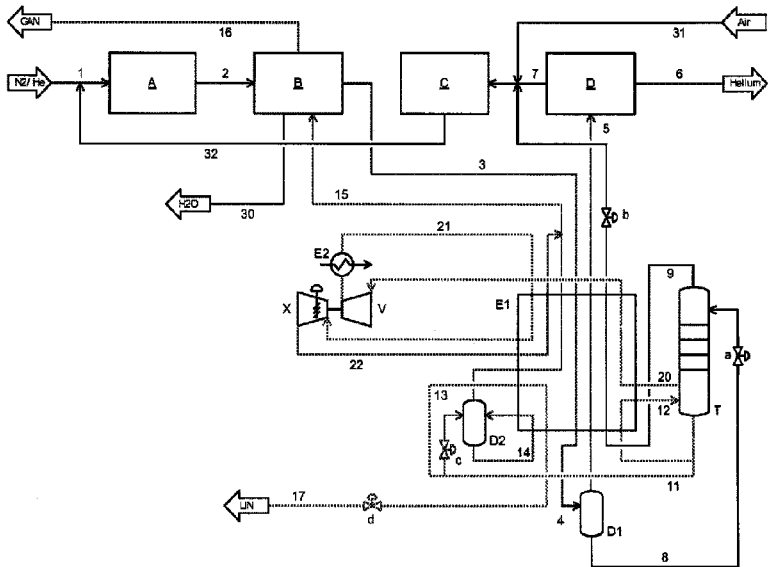 GAN
16
31
Air
N2/ He
1
A
2
B
C
7
D
6
Helium
5
32
3
15
H2O
30
21
b
E2
9
E1
X
V
a
22
20
13
12
T
D2
14
c
11
LIN
17
d
4
D1
8